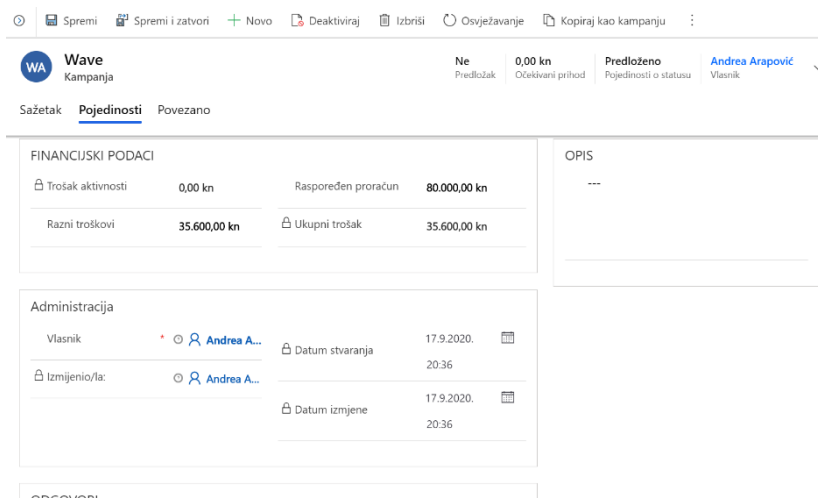 Spremi Spremi i zatvori Novo Deaktiviraj Izbriši Osvježavanje Kopiraj kao kampanju
WA Wave
Kampanja
Ne 0,00 kn Predloženo Andrea Arapović
Predložak Očekivani prihod Pojedinosti o statusu Vlasnik
Sažetak Pojedinosti Povezano
FINANCIJSKI PODACI
Trošak aktivnosti 0,00 kn Raspoređen proračun 80.000,00 kn
Razni troškovi 35.600,00 kn Ukupni trošak 35.600,00 kn
OPIS
---
Administracija
Vlasnik * Andrea A...
Izmijenio/la: Andrea A...
Datum stvaranja 17.9.2020.
20:36
Datum izmjene 17.9.2020.
20:36
ODGOVORI